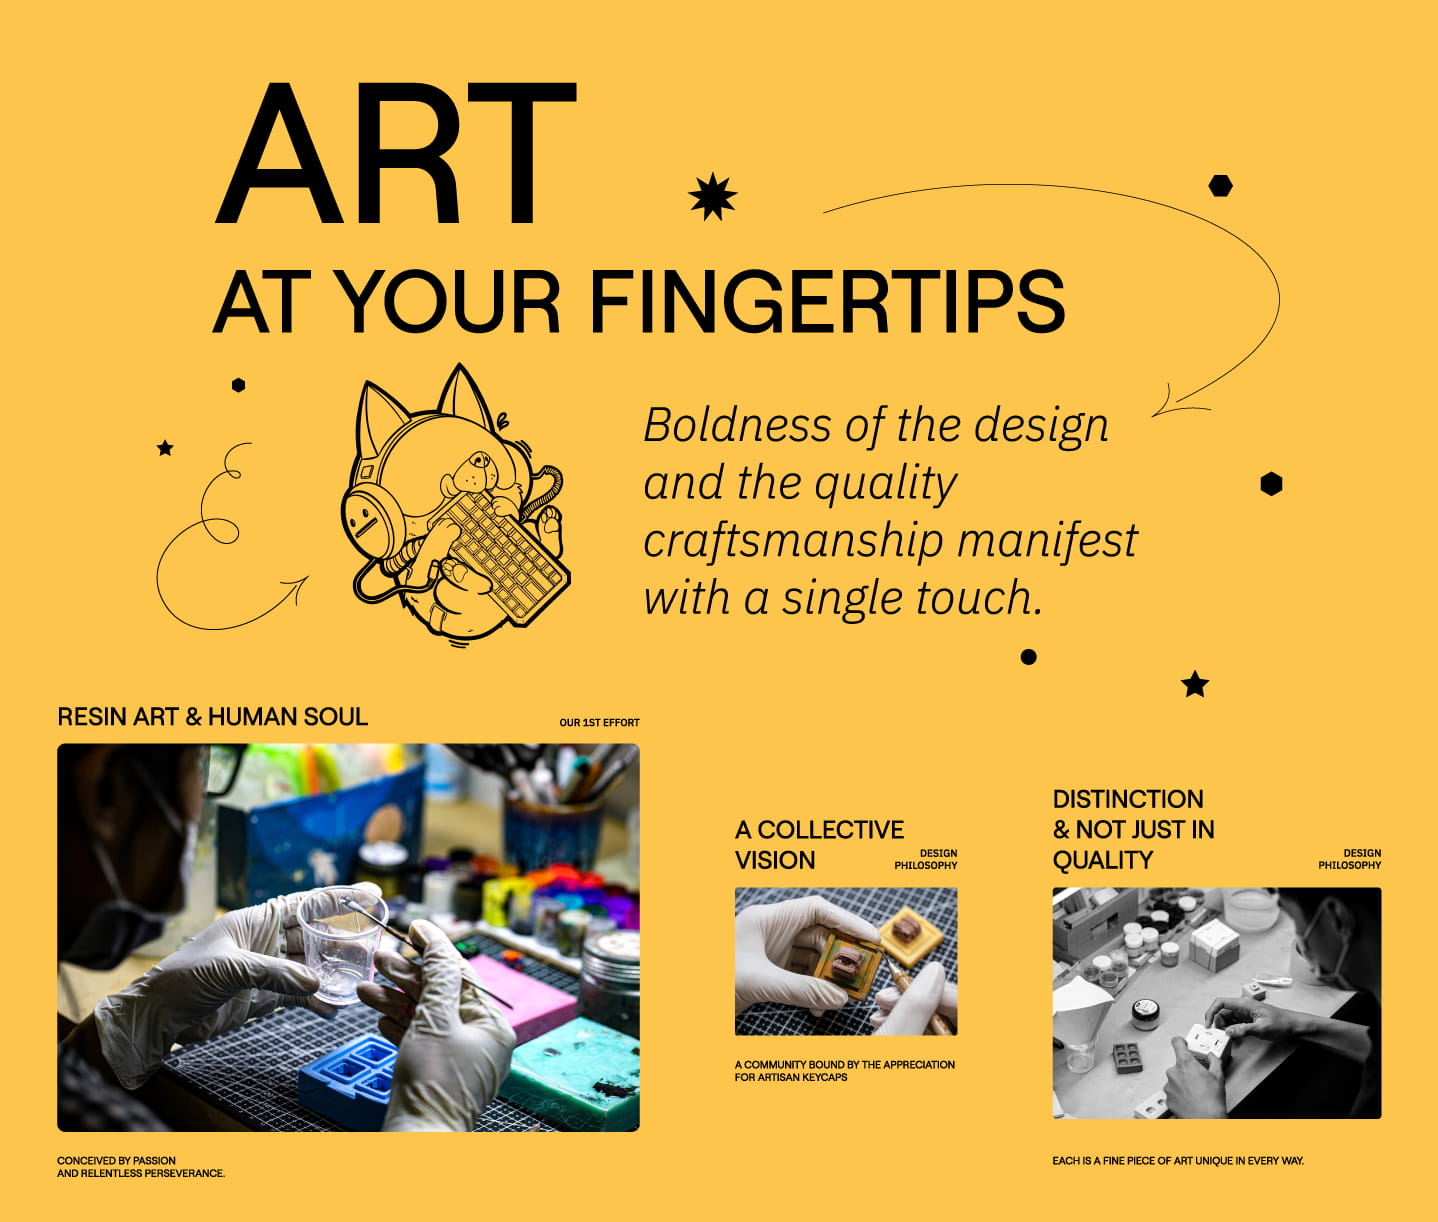 ART
AT YOUR FINGERTIPS
Boldness of the design
and the quality
craftsmanship manifest
with a single touch.
RESIN ART & HUMAN SOUL
OUR 1ST EFFORT
CONCEIVED BY PASSION
AND RELENTLESS PERSEVERANCE.
A COLLECTIVE
VISION
DESIGN
PHILOSOPHY
A COMMUNITY BOUND BY THE APPRECIATION
FOR ARTISAN KEYCAPS
DISTINCTION
& NOT JUST IN
QUALITY
DESIGN
PHILOSOPHY
EACH IS A FINE PIECE OF ART UNIQUE IN EVERY WAY.